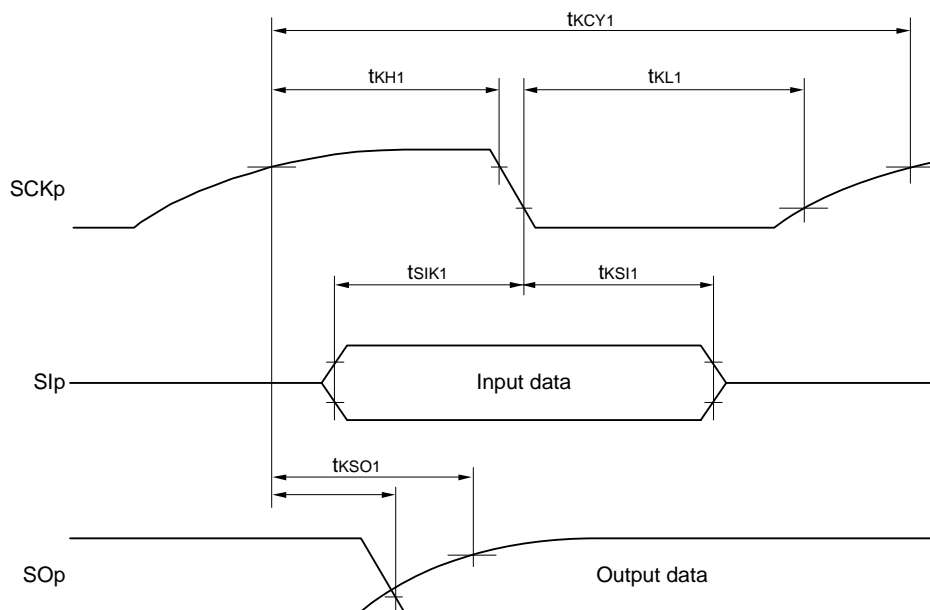 tKCY1
tKH1
tKL1
SCKp
tSIK1
tKSI1
SIp
Input data
tKSO1
SOp
Output data